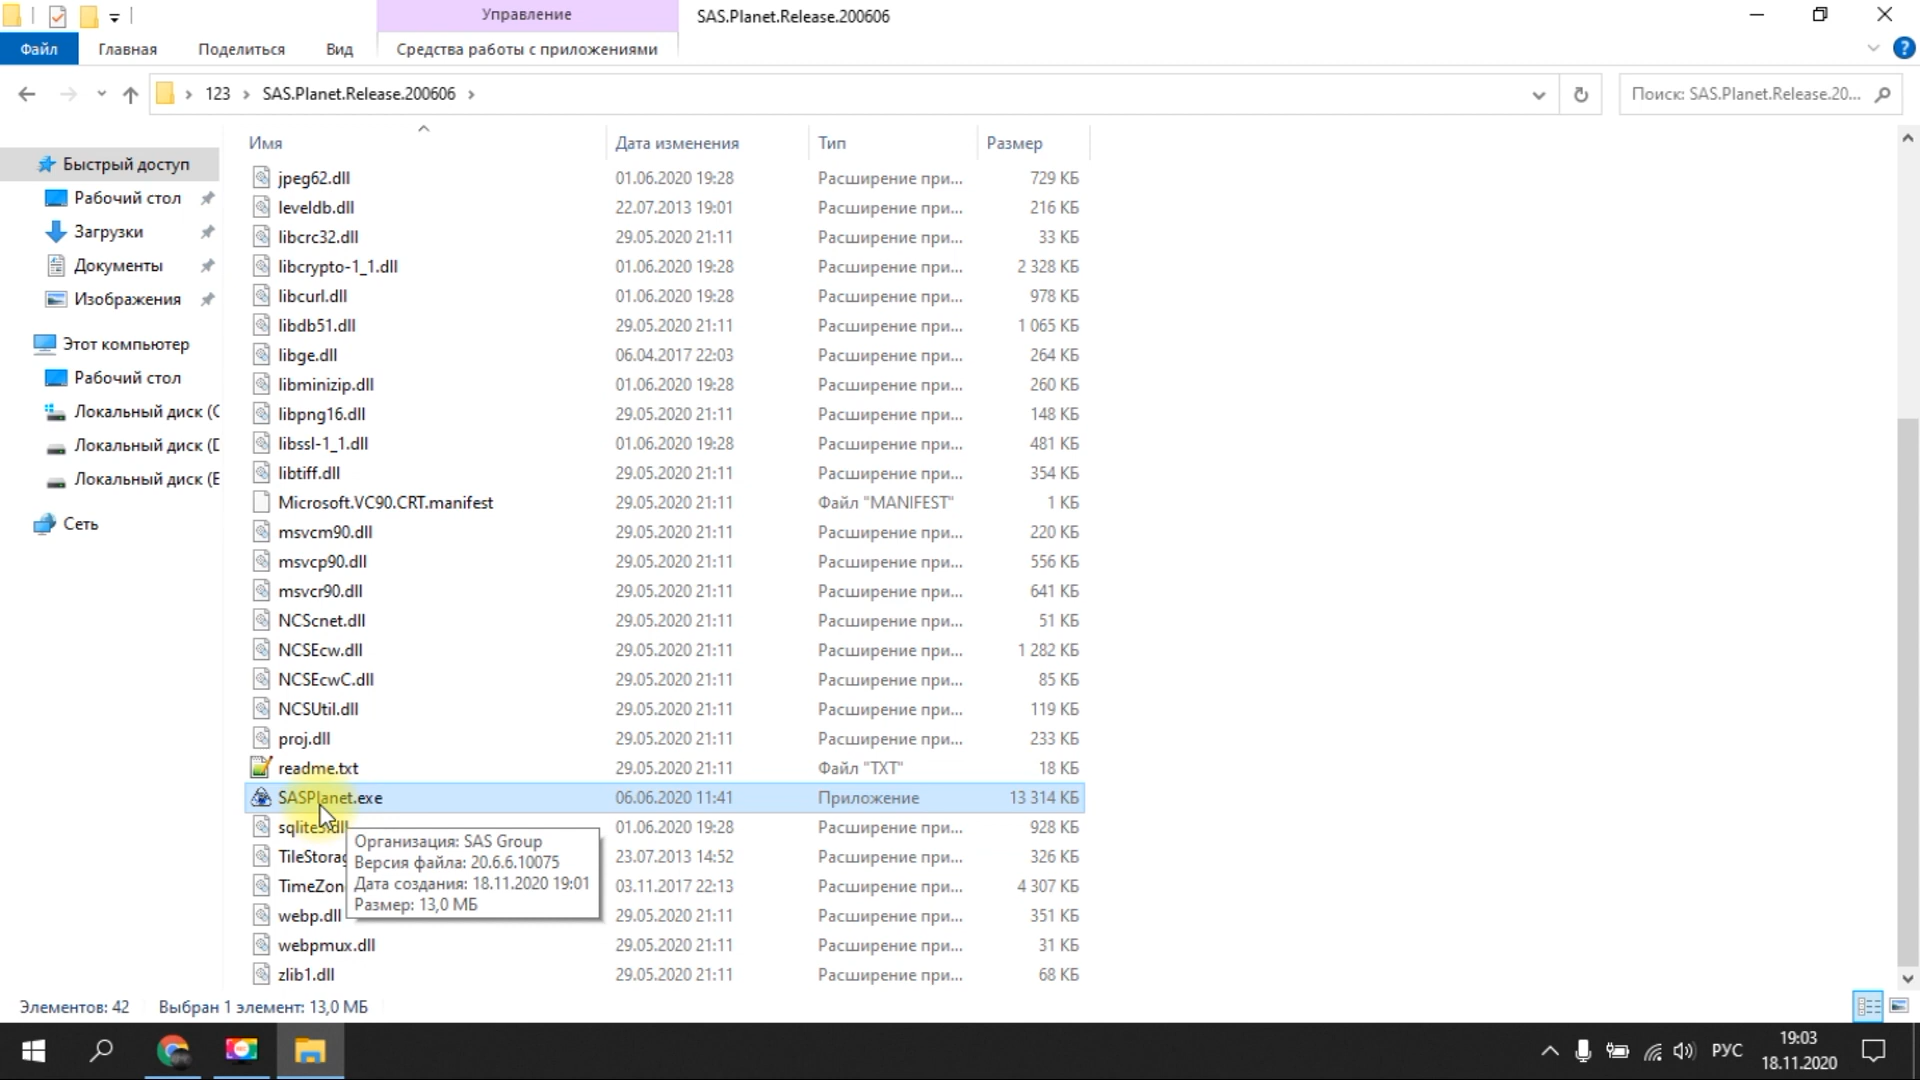 Управление
SAS.Planet.Release.200606
Файл
Главная
Поделиться
Вид
Средства работы с приложениями
123
SAS.Planet.Release.200606
Поиск: SAS.Planet.Release.20...
Быстрый доступ
Рабочий стол
Загрузки
Документы
Изображения
Этот компьютер
Рабочий стол
Локальный диск (C
Локальный диск (D
Локальный диск (E
Сеть
Имя Дата изменения Тип Размер
jpeg62.dll 01.06.2020 19:28 Расширение при... 729 КБ
leveldb.dll 22.07.2013 19:01 Расширение при... 216 КБ
libcrc32.dll 29.05.2020 21:11 Расширение при... 33 КБ
libcrypto-1_1.dll 01.06.2020 19:28 Расширение при... 2 328 КБ
libcurl.dll 01.06.2020 19:28 Расширение при... 978 КБ
libdb51.dll 29.05.2020 21:11 Расширение при... 1 065 КБ
libge.dll 06.04.2017 22:03 Расширение при... 264 КБ
libminizip.dll 01.06.2020 19:28 Расширение при... 260 КБ
libpng16.dll 29.05.2020 21:11 Расширение при... 148 КБ
libssl-1_1.dll 01.06.2020 19:28 Расширение при... 481 КБ
libtiff.dll 29.05.2020 21:11 Расширение при... 354 КБ
Microsoft.VC90.CRT.manifest 29.05.2020 21:11 Файл "MANIFEST" 1 КБ
msvcm90.dll 29.05.2020 21:11 Расширение при... 220 КБ
msvcp90.dll 29.05.2020 21:11 Расширение при... 556 КБ
msvcr90.dll 29.05.2020 21:11 Расширение при... 641 КБ
NCScnet.dll 29.05.2020 21:11 Расширение при... 51 КБ
NCSEcw.dll 29.05.2020 21:11 Расширение при... 1 282 КБ
NCSEcwC.dll 29.05.2020 21:11 Расширение при... 85 КБ
NCSUtil.dll 29.05.2020 21:11 Расширение при... 119 КБ
proj.dll 29.05.2020 21:11 Расширение при... 233 КБ
readme.txt 29.05.2020 21:11 Файл "TXT" 18 КБ
SASPlanet.exe 06.06.2020 11:41 Приложение 13 314 КБ
sqlite3.dll 01.06.2020 19:28 Расширение при... 928 КБ
TileStorag 23.07.2013 14:52 Расширение при... 326 КБ
TimeZon 03.11.2017 22:13 Расширение при... 4 307 КБ
webp.dll 29.05.2020 21:11 Расширение при... 351 КБ
webpmux.dll 29.05.2020 21:11 Расширение при... 31 КБ
zlib1.dll 29.05.2020 21:11 Расширение при... 68 КБ
Организация: SAS Group
Версия файла: 20.6.6.10075
Дата создания: 18.11.2020 19:01
Размер: 13,0 МБ
Элементов: 42 Выбран 1 элемент: 13,0 МБ
РУС
19:03
18.11.2020